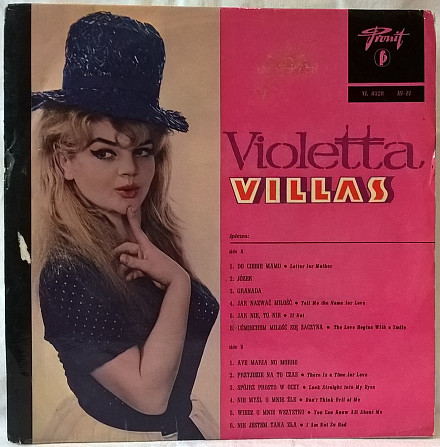 Pronit
XL 0328 HI-FI
Violetta
VILLAS
śpiewa:
side A
1. DO CIEBIE MAMO • Letter for Mother
2. JÓZEK
3. GRANADA
4. JAK NAZWAĆ MIŁOŚĆ • Tell Me the Name for Love
5. JAK NIE, TO NIE • If Not
6. UŚMIECHEM MIŁOŚĆ SIĘ ZACZYNA • The Love Begins With a Smile
side B
1. AVE MARIA NO MORRO
2. PRZYJDZIE NA TO CZAS • There Is a Time for Love
3. SPÓJRZ PROSTO W OCZY • Look Straight Into My Eyes
4. NIE MYŚL O MNIE ŹLE • Don't Think Evil of Me
5. WIESZ O MNIE WSZYSTKO • You Can Know All About Me
6. NIE JESTEM TAKA ZŁA • I Am Not So Bad